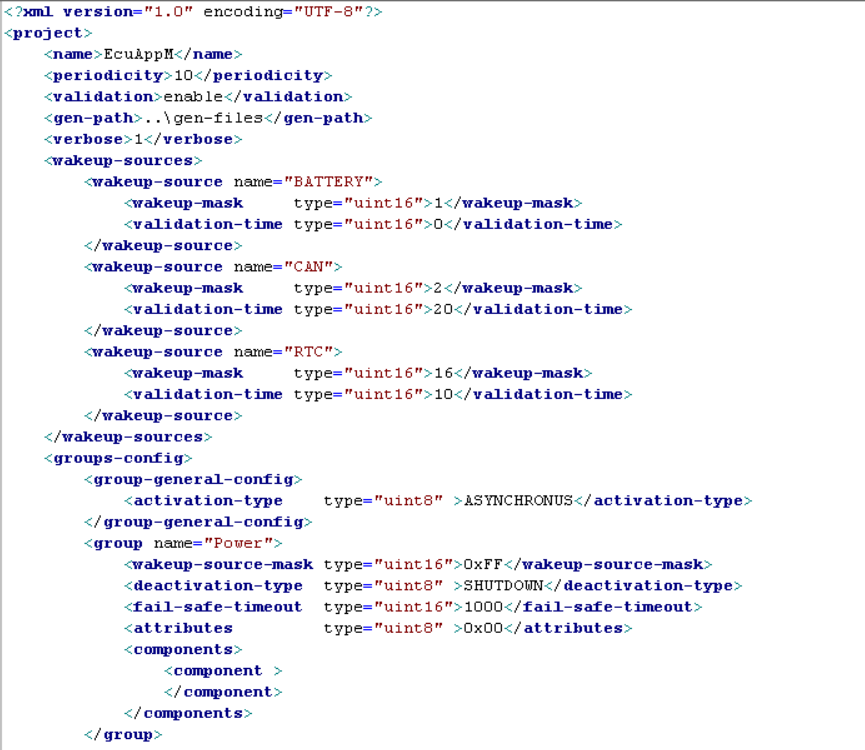 <?xml version="1.0" encoding="UTF-8"?>
<project>
    <name>EcuAppM</name>
    <periodicity>10</periodicity>
    <validation>enable</validation>
    <gen-path>..\gen-files</gen-path>
    <verbose>1</verbose>
    <wakeup-sources>
        <wakeup-source name="BATTERY">
            <wakeup-mask     type="uint16">1</wakeup-mask>
            <validation-time type="uint16">0</validation-time>
        </wakeup-source>
        <wakeup-source name="CAN">
            <wakeup-mask     type="uint16">2</wakeup-mask>
            <validation-time type="uint16">20</validation-time>
        </wakeup-source>
        <wakeup-source name="RTC">
            <wakeup-mask     type="uint16">16</wakeup-mask>
            <validation-time type="uint16">10</validation-time>
        </wakeup-source>
    </wakeup-sources>
    <groups-config>
        <group-general-config>
            <activation-type    type="uint8" >ASYNCHRONUS</activation-type>
        </group-general-config>
        <group name="Power">
            <wakeup-source-mask type="uint16">0xFF</wakeup-source-mask>
            <deactivation-type  type="uint8" >SHUTDOWN</deactivation-type>
            <fail-safe-timeout  type="uint16">1000</fail-safe-timeout>
            <attributes         type="uint8" >0x00</attributes>
            <components>
                <component >
                </component>
            </components>
        </group>